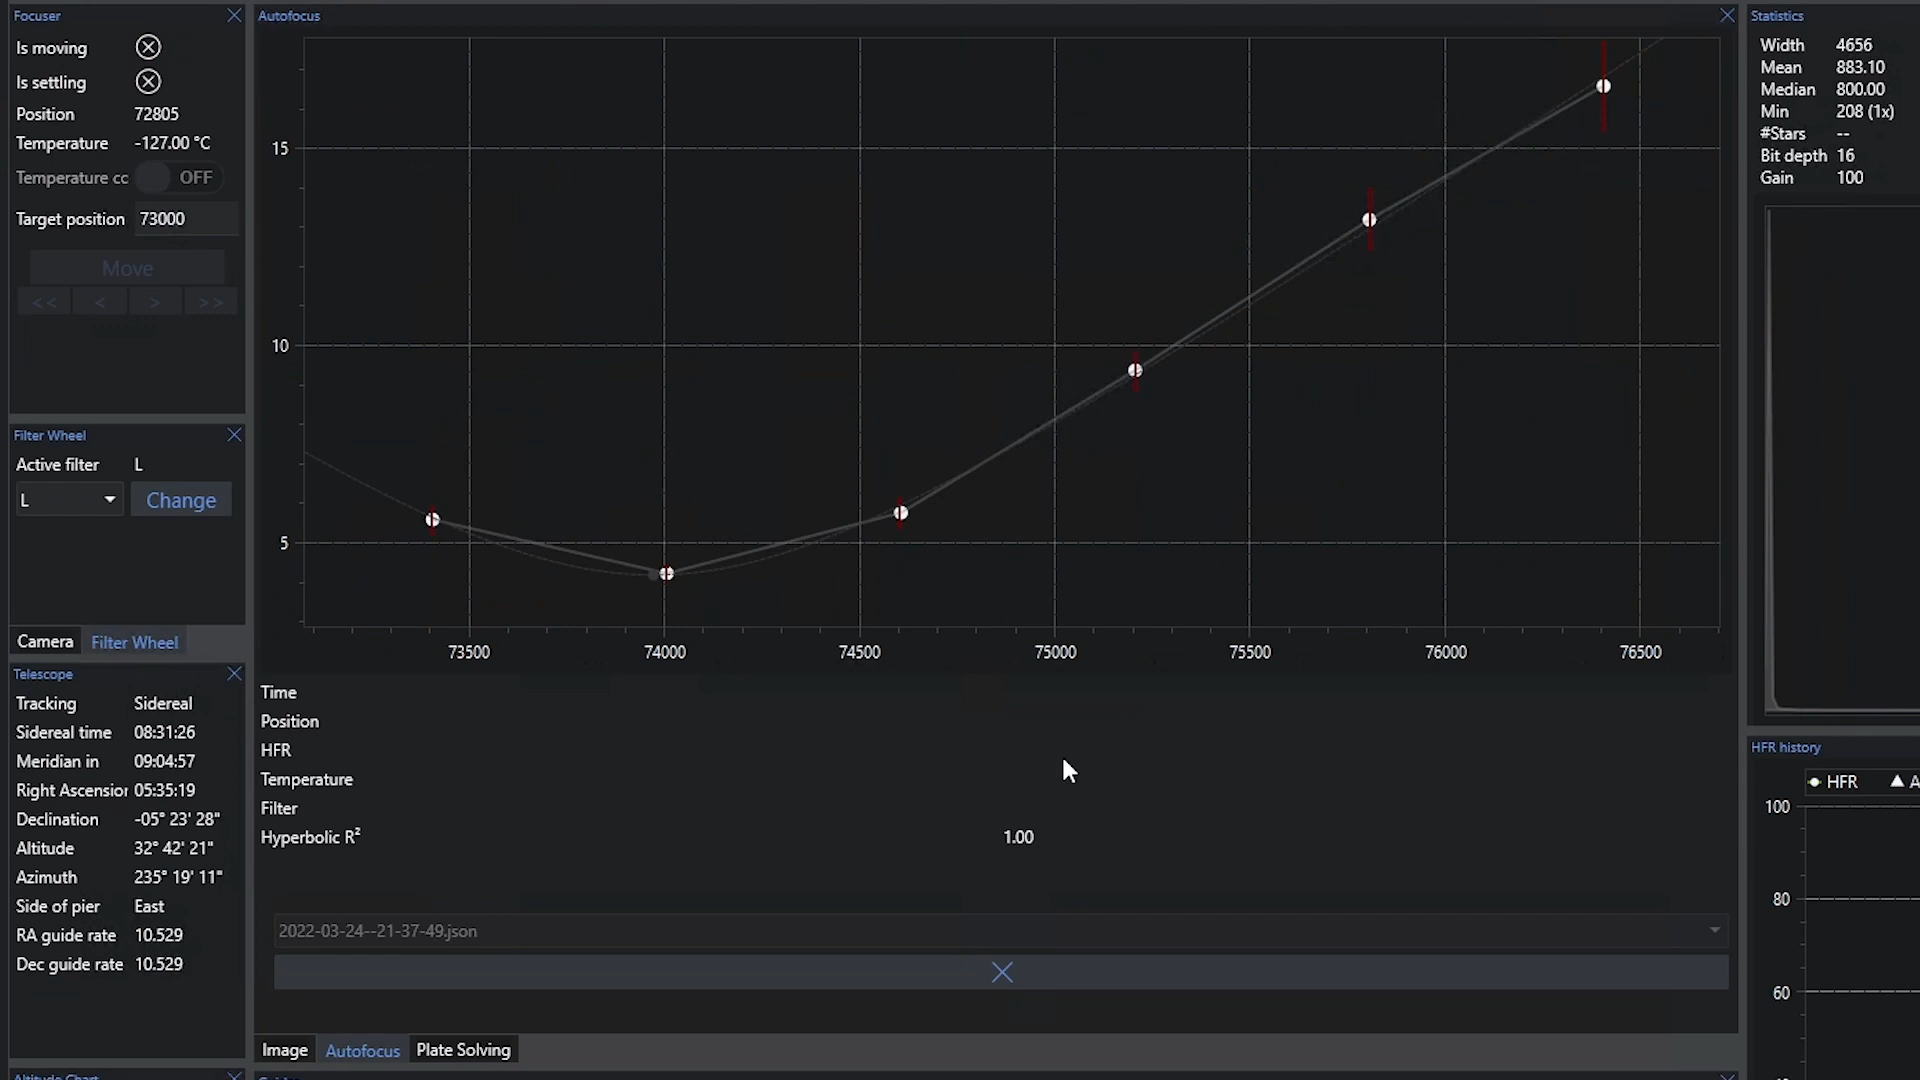 Focuser
Is moving
Is settling
Position 72805
Temperature -127.00 °C
Temperature cc OFF
Target position 73000
Move
<< < > >>
Filter Wheel
Active filter L
L Change
Camera Filter Wheel
Telescope
Tracking Sidereal
Sidereal time 08:31:26
Meridian in 09:04:57
Right Ascension 05:35:19
Declination -05° 23' 28"
Altitude 32° 42' 21"
Azimuth 235° 19' 11"
Side of pier East
RA guide rate 10.529
Dec guide rate 10.529
Altitude Chart
Autofocus
15
10
5
73500 74000 74500 75000 75500 76000 76500
Time
Position
HFR
Temperature
Filter
Hyperbolic R² 1.00
2022-03-24--21-37-49.json
Image Autofocus Plate Solving
Statistics
Width 4656
Mean 883.10
Median 800.00
Min 208 (1x)
#Stars --
Bit depth 16
Gain 100
HFR history
HFR A
100
80
60